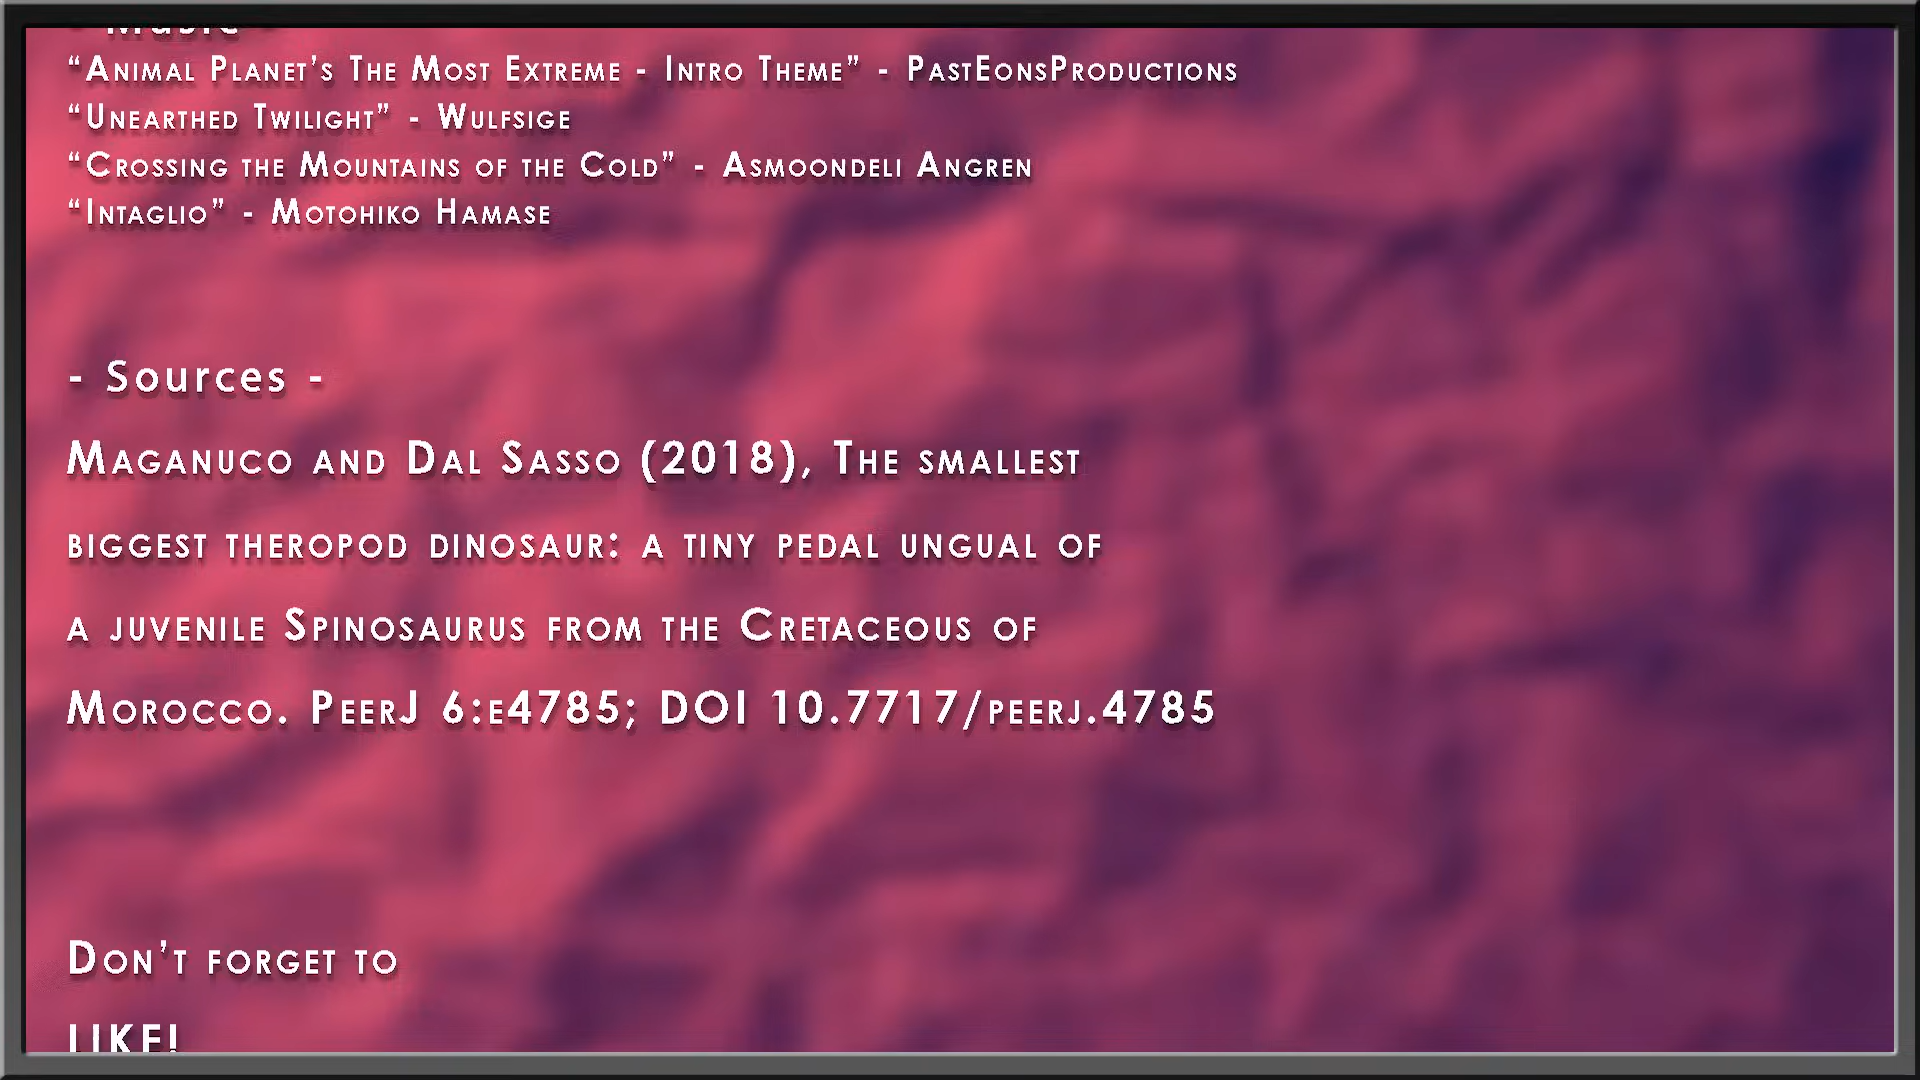 - Music -
“Animal Planet’s The Most Extreme - Intro Theme” - PastEonsProductions
“Unearthed Twilight” - Wulfsige
“Crossing the Mountains of the Cold” - Asmoondeli Angren
“Intaglio” - Motohiko Hamase
- Sources -
Maganuco and Dal Sasso (2018), The smallest
biggest theropod dinosaur: a tiny pedal ungual of
a juvenile Spinosaurus from the Cretaceous of
Morocco. PeerJ 6:e4785; DOI 10.7717/peerj.4785
Don’t forget to
LIKE!